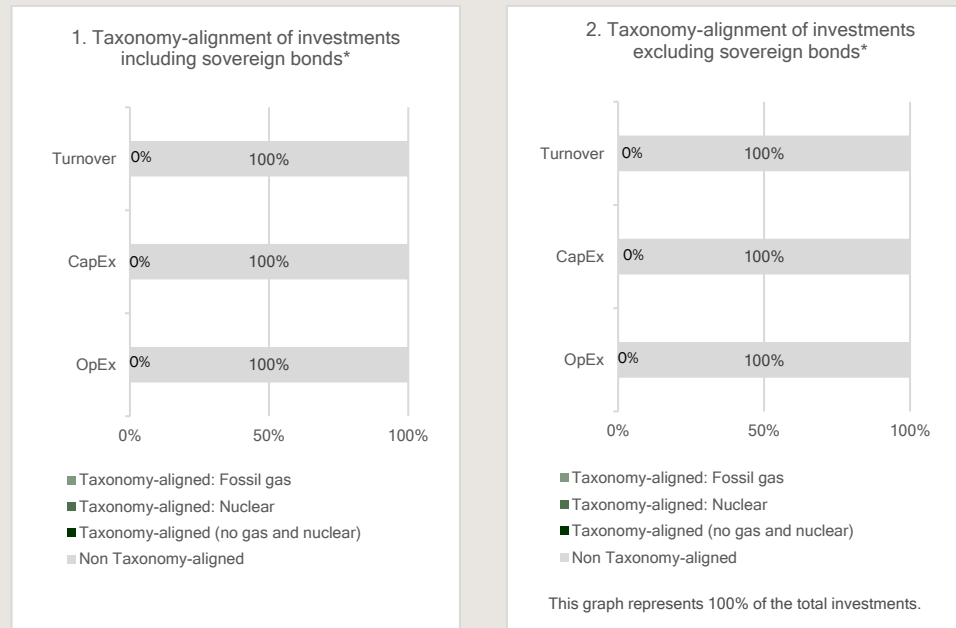 1. Taxonomy-alignment of investments
including sovereign bonds*
Turnover
0%
100%
CapEx
0%
100%
OpEx
0%
100%
0%
50%
100%
Taxonomy-aligned: Fossil gas
Taxonomy-aligned: Nuclear
Taxonomy-aligned (no gas and nuclear)
Non Taxonomy-aligned
2. Taxonomy-alignment of investments
excluding sovereign bonds*
Turnover
0%
100%
CapEx
0%
100%
OpEx
0%
100%
0%
50%
100%
Taxonomy-aligned: Fossil gas
Taxonomy-aligned: Nuclear
Taxonomy-aligned (no gas and nuclear)
Non Taxonomy-aligned
This graph represents 100% of the total investments.